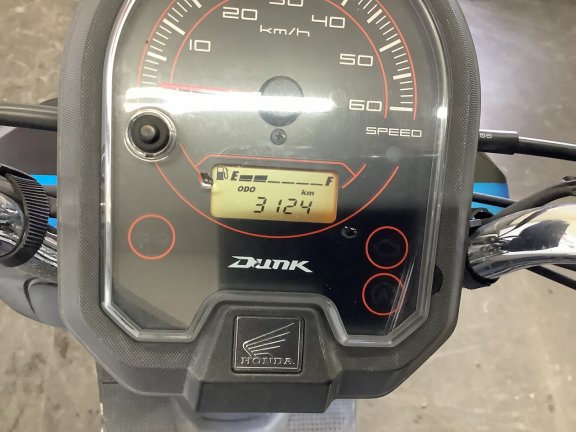 30
20 40
km/h
10
50
60
SPEED
E F
ODO km
3124
DUNK
HONDA